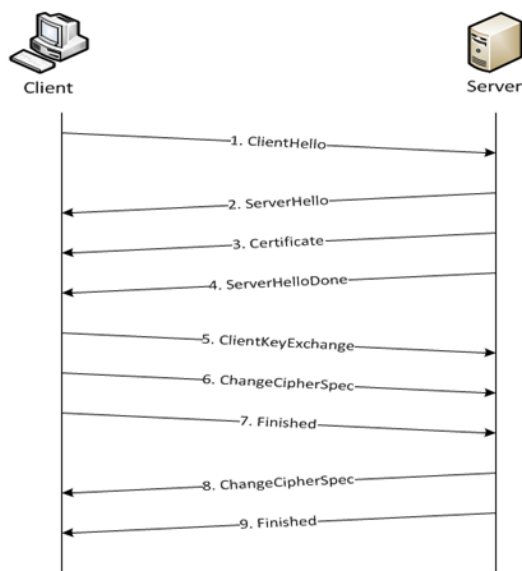 Client
Server
1. ClientHello
2. ServerHello
3. Certificate
4. ServerHelloDone
5. ClientKeyExchange
6. ChangeCipherSpec
7. Finished
8. ChangeCipherSpec
9. Finished